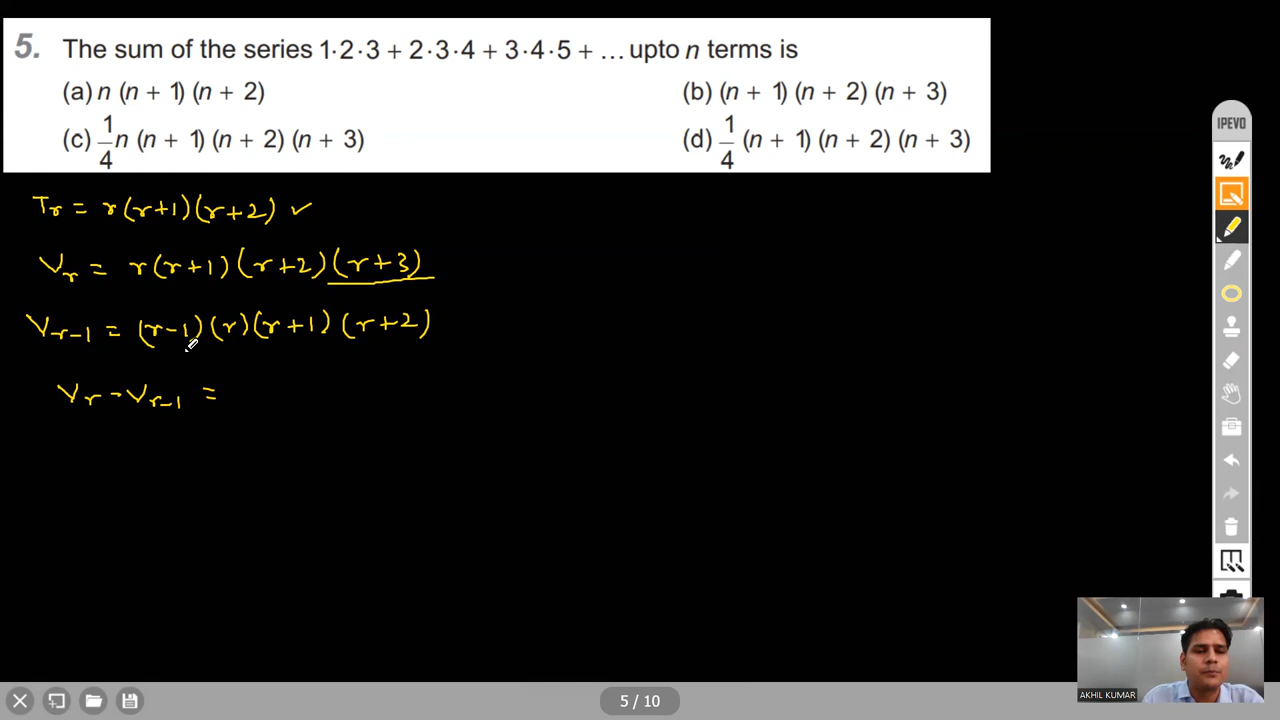 5. The sum of the series 1·2·3 + 2·3·4 + 3·4·5 + ... upto n terms is
(a) n (n + 1) (n + 2)
(b) (n + 1) (n + 2) (n + 3)
(c) 1/4 n (n + 1) (n + 2) (n + 3)
(d) 1/4 (n + 1) (n + 2) (n + 3)
Tr = r(r+1)(r+2) ✓
Vr = r(r+1)(r+2)(r+3)
Vr-1 = (r-1)(r)(r+1)(r+2)
Vr - Vr-1 =
IPEVO
AKHIL KUMAR
5 / 10